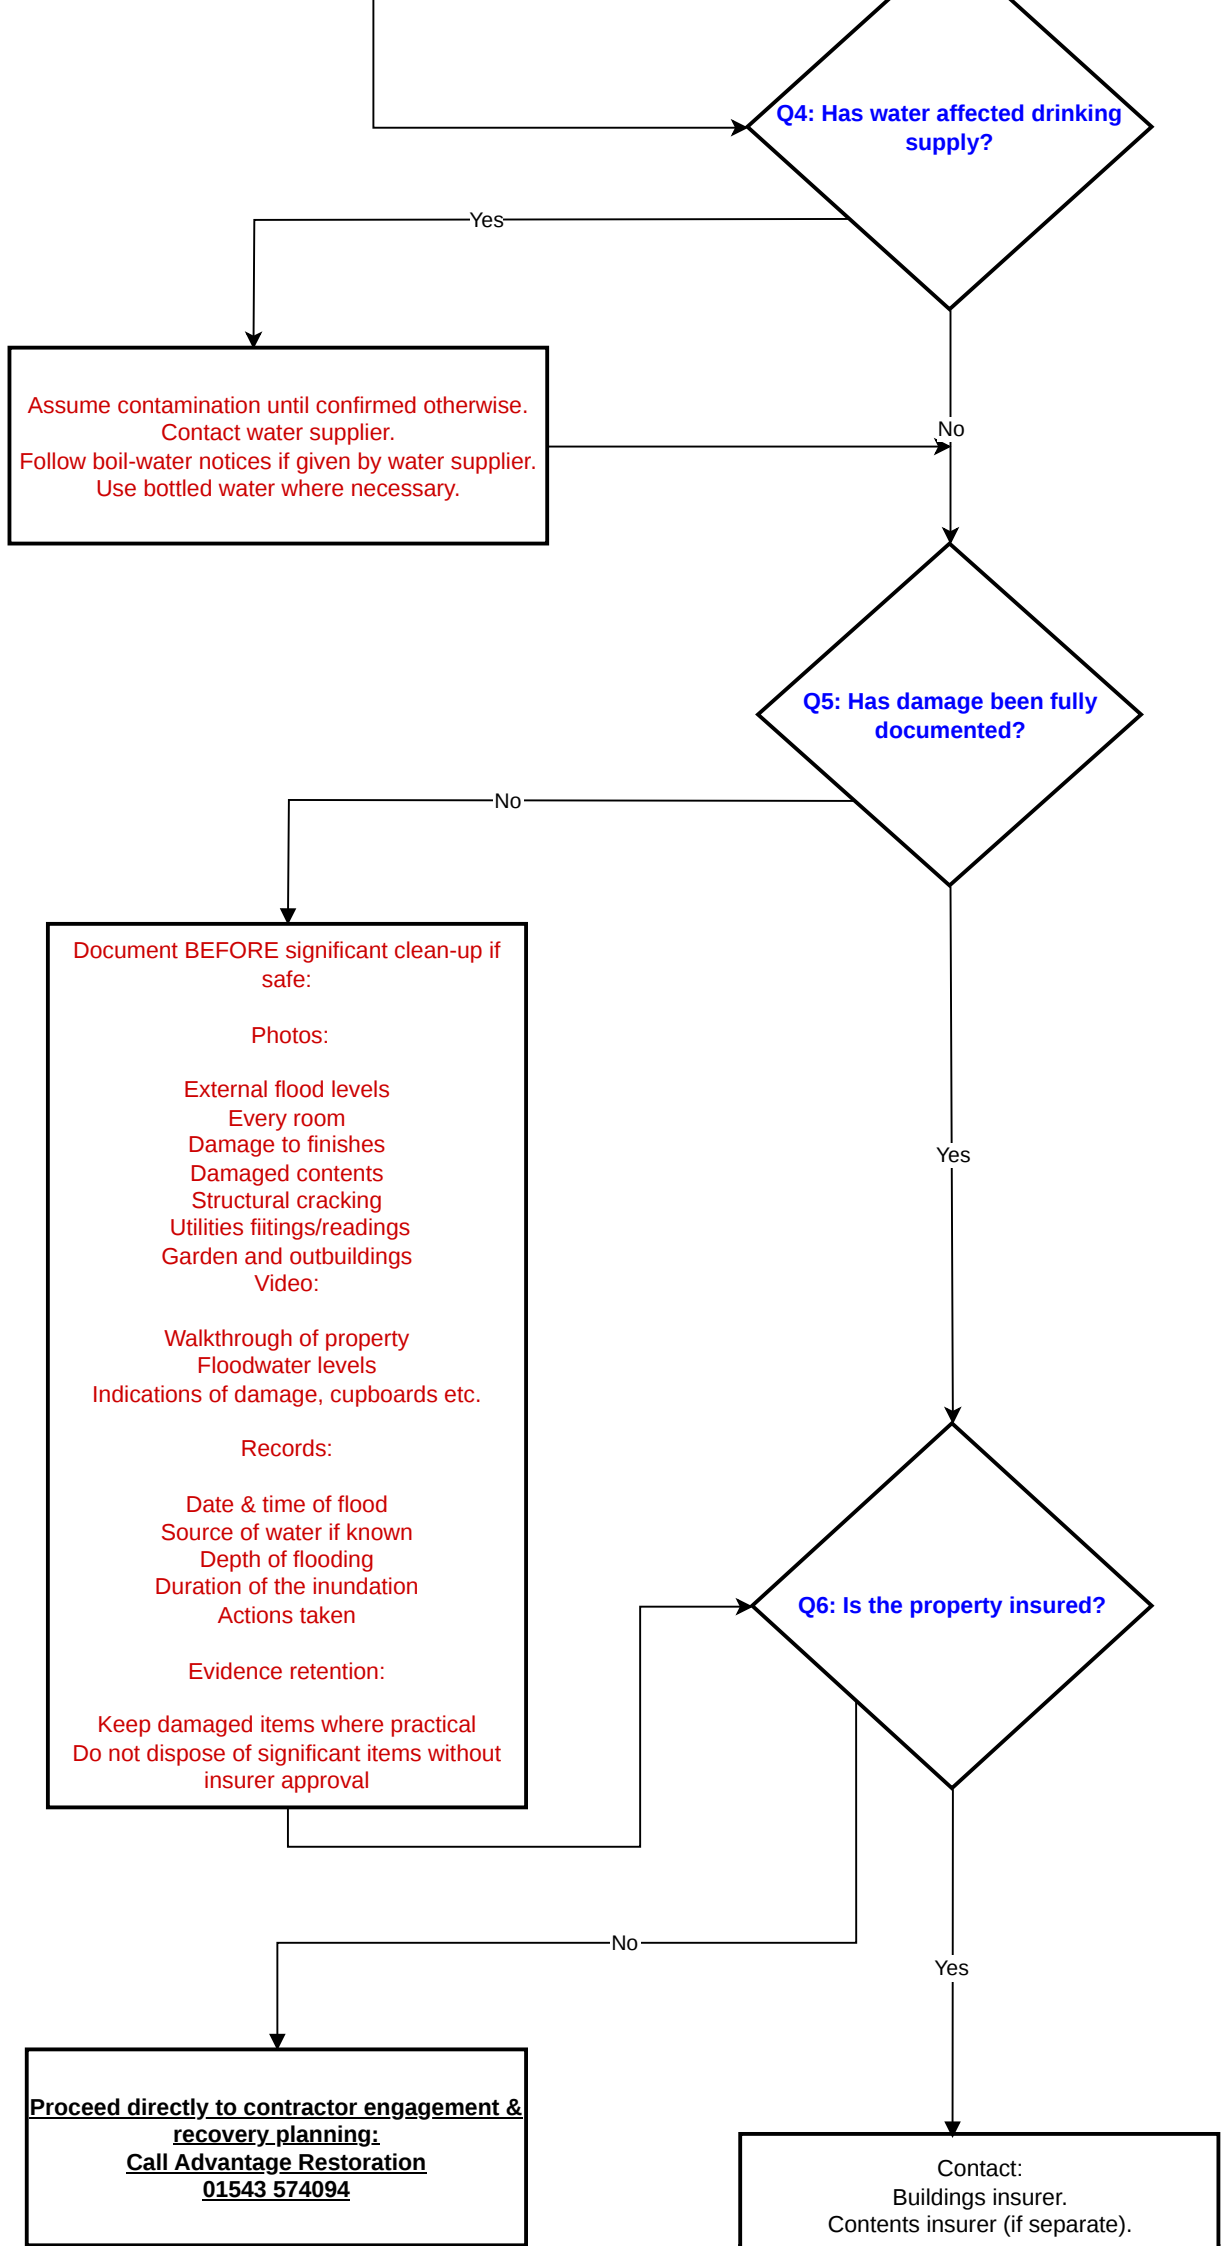 Q4: Has water affected drinking
supply?
Yes
No
Assume contamination until confirmed otherwise.
Contact water supplier.
Follow boil-water notices if given by water supplier.
Use bottled water where necessary.
Q5: Has damage been fully
documented?
No
Document BEFORE significant clean-up if
safe:
Photos:
External flood levels
Every room
Damage to finishes
Damaged contents
Structural cracking
Utilities fiitings/readings
Garden and outbuildings
Video:
Walkthrough of property
Floodwater levels
Indications of damage, cupboards etc.
Records:
Date & time of flood
Source of water if known
Depth of flooding
Duration of the inundation
Actions taken
Evidence retention:
Keep damaged items where practical
Do not dispose of significant items without
insurer approval
Yes
Q6: Is the property insured?
No
Yes
Proceed directly to contractor engagement &
recovery planning:
Call Advantage Restoration
01543 574094
Contact:
Buildings insurer.
Contents insurer (if separate).